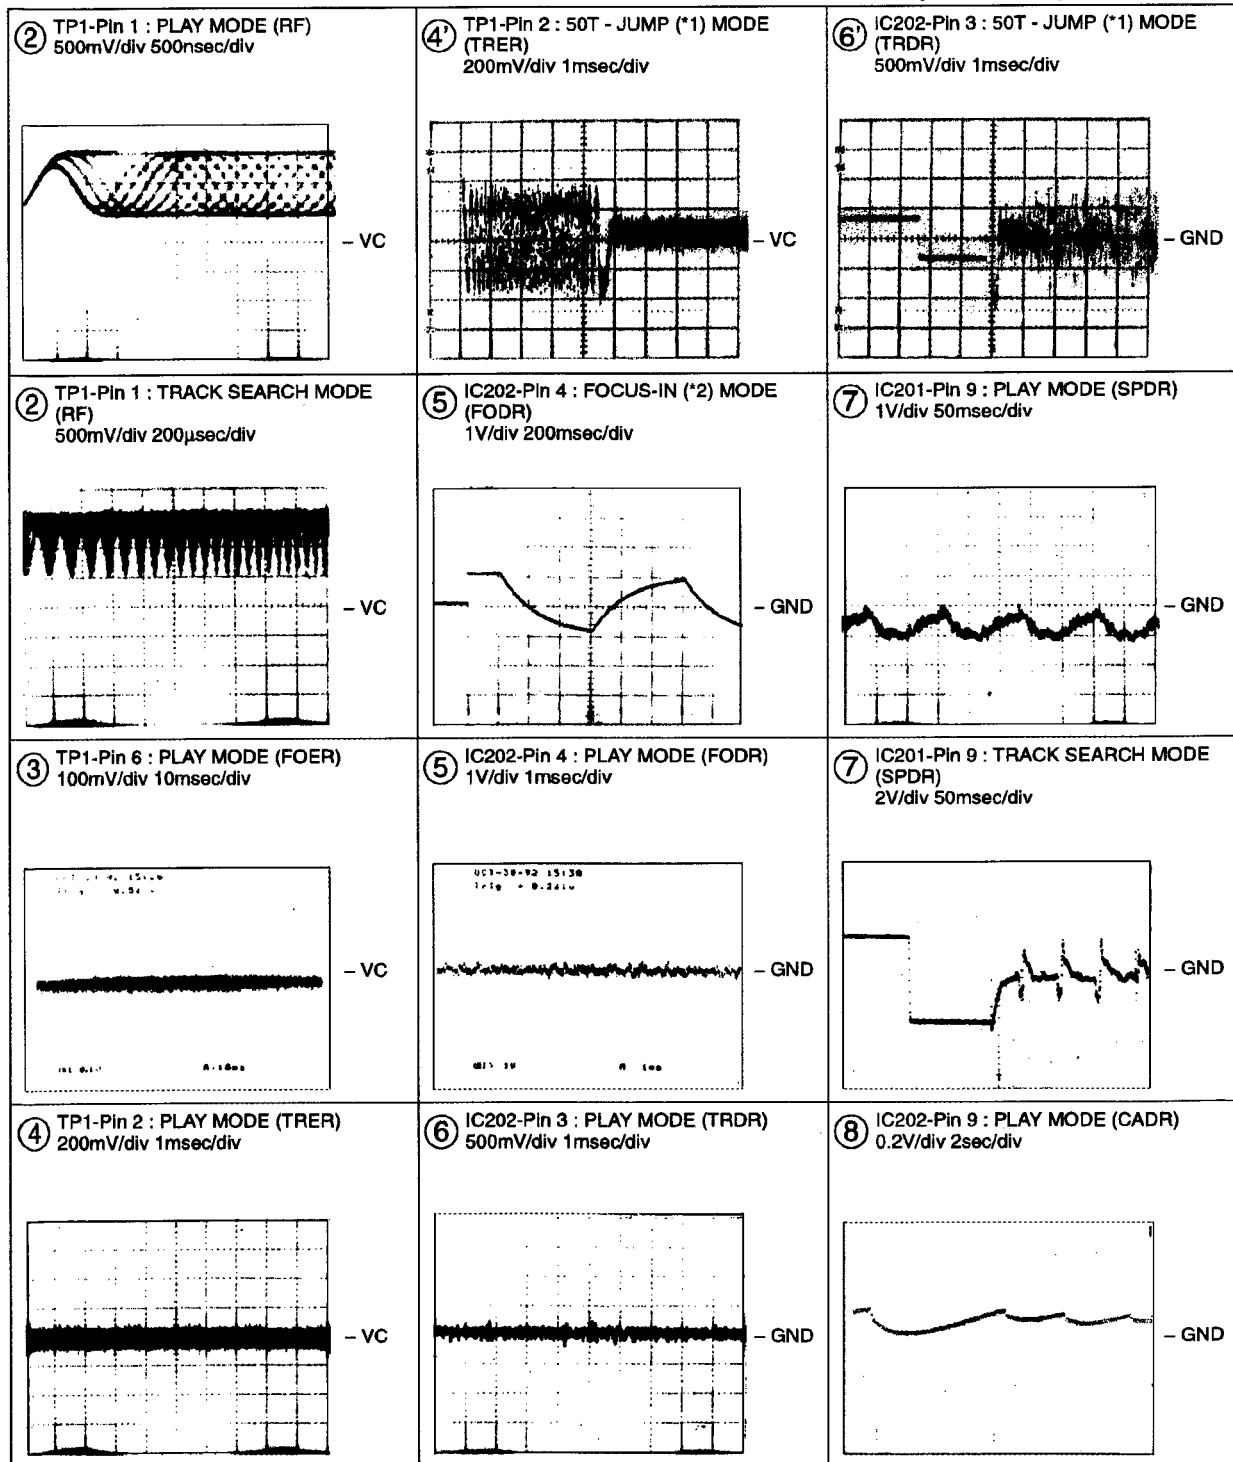 ② TP1-Pin 1 : PLAY MODE (RF)
500mV/div 500nsec/div
– VC
④' TP1-Pin 2 : 50T - JUMP (*1) MODE
(TRER)
200mV/div 1msec/div
– VC
⑥' IC202-Pin 3 : 50T - JUMP (*1) MODE
(TRDR)
500mV/div 1msec/div
– GND
② TP1-Pin 1 : TRACK SEARCH MODE
(RF)
500mV/div 200μsec/div
– VC
⑤ IC202-Pin 4 : FOCUS-IN (*2) MODE
(FODR)
1V/div 200msec/div
– GND
⑦ IC201-Pin 9 : PLAY MODE (SPDR)
1V/div 50msec/div
– GND
③ TP1-Pin 6 : PLAY MODE (FOER)
100mV/div 10msec/div
– VC
⑤ IC202-Pin 4 : PLAY MODE (FODR)
1V/div 1msec/div
– GND
⑦ IC201-Pin 9 : TRACK SEARCH MODE
(SPDR)
2V/div 50msec/div
– GND
④ TP1-Pin 2 : PLAY MODE (TRER)
200mV/div 1msec/div
– VC
⑥ IC202-Pin 3 : PLAY MODE (TRDR)
500mV/div 1msec/div
– GND
⑧ IC202-Pin 9 : PLAY MODE (CADR)
0.2V/div 2sec/div
– GND